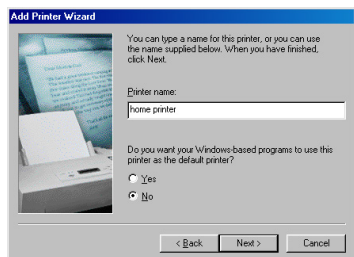 Add Printer Wizard
You can type a name for this printer, or you can use
the name supplied below. When you have finished,
click Next.
Printer name:
home printer
Do you want your Windows-based programs to use this
printer as the default printer?
Yes
No
< Back
Next >
Cancel